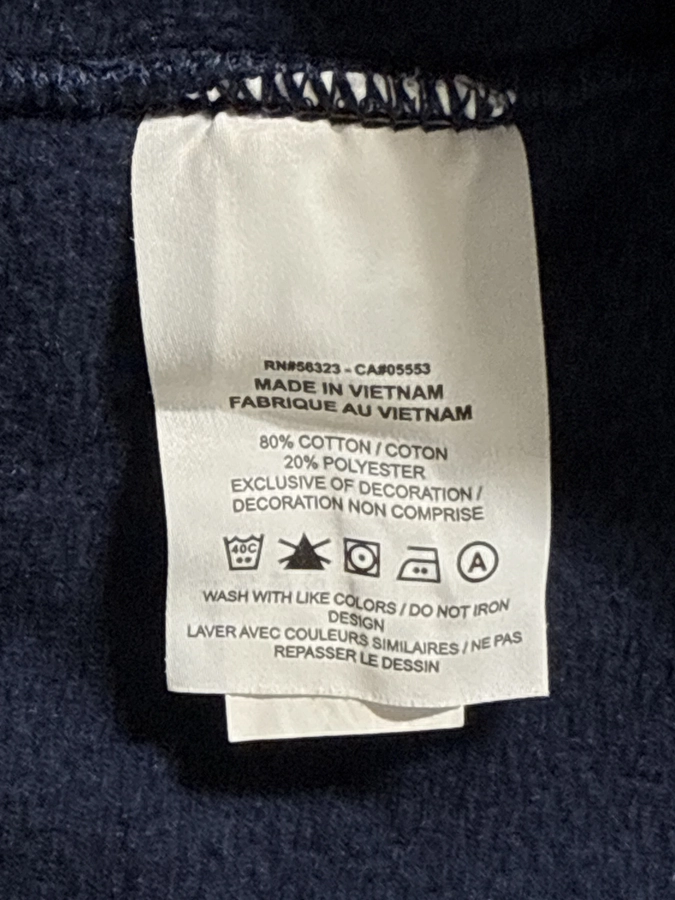 RN#56323 - CA#05553
MADE IN VIETNAM
FABRIQUE AU VIETNAM
80% COTTON / COTON
20% POLYESTER
EXCLUSIVE OF DECORATION /
DECORATION NON COMPRISE
40C
A
WASH WITH LIKE COLORS / DO NOT IRON
DESIGN
LAVER AVEC COULEURS SIMILAIRES / NE PAS
REPASSER LE DESSIN